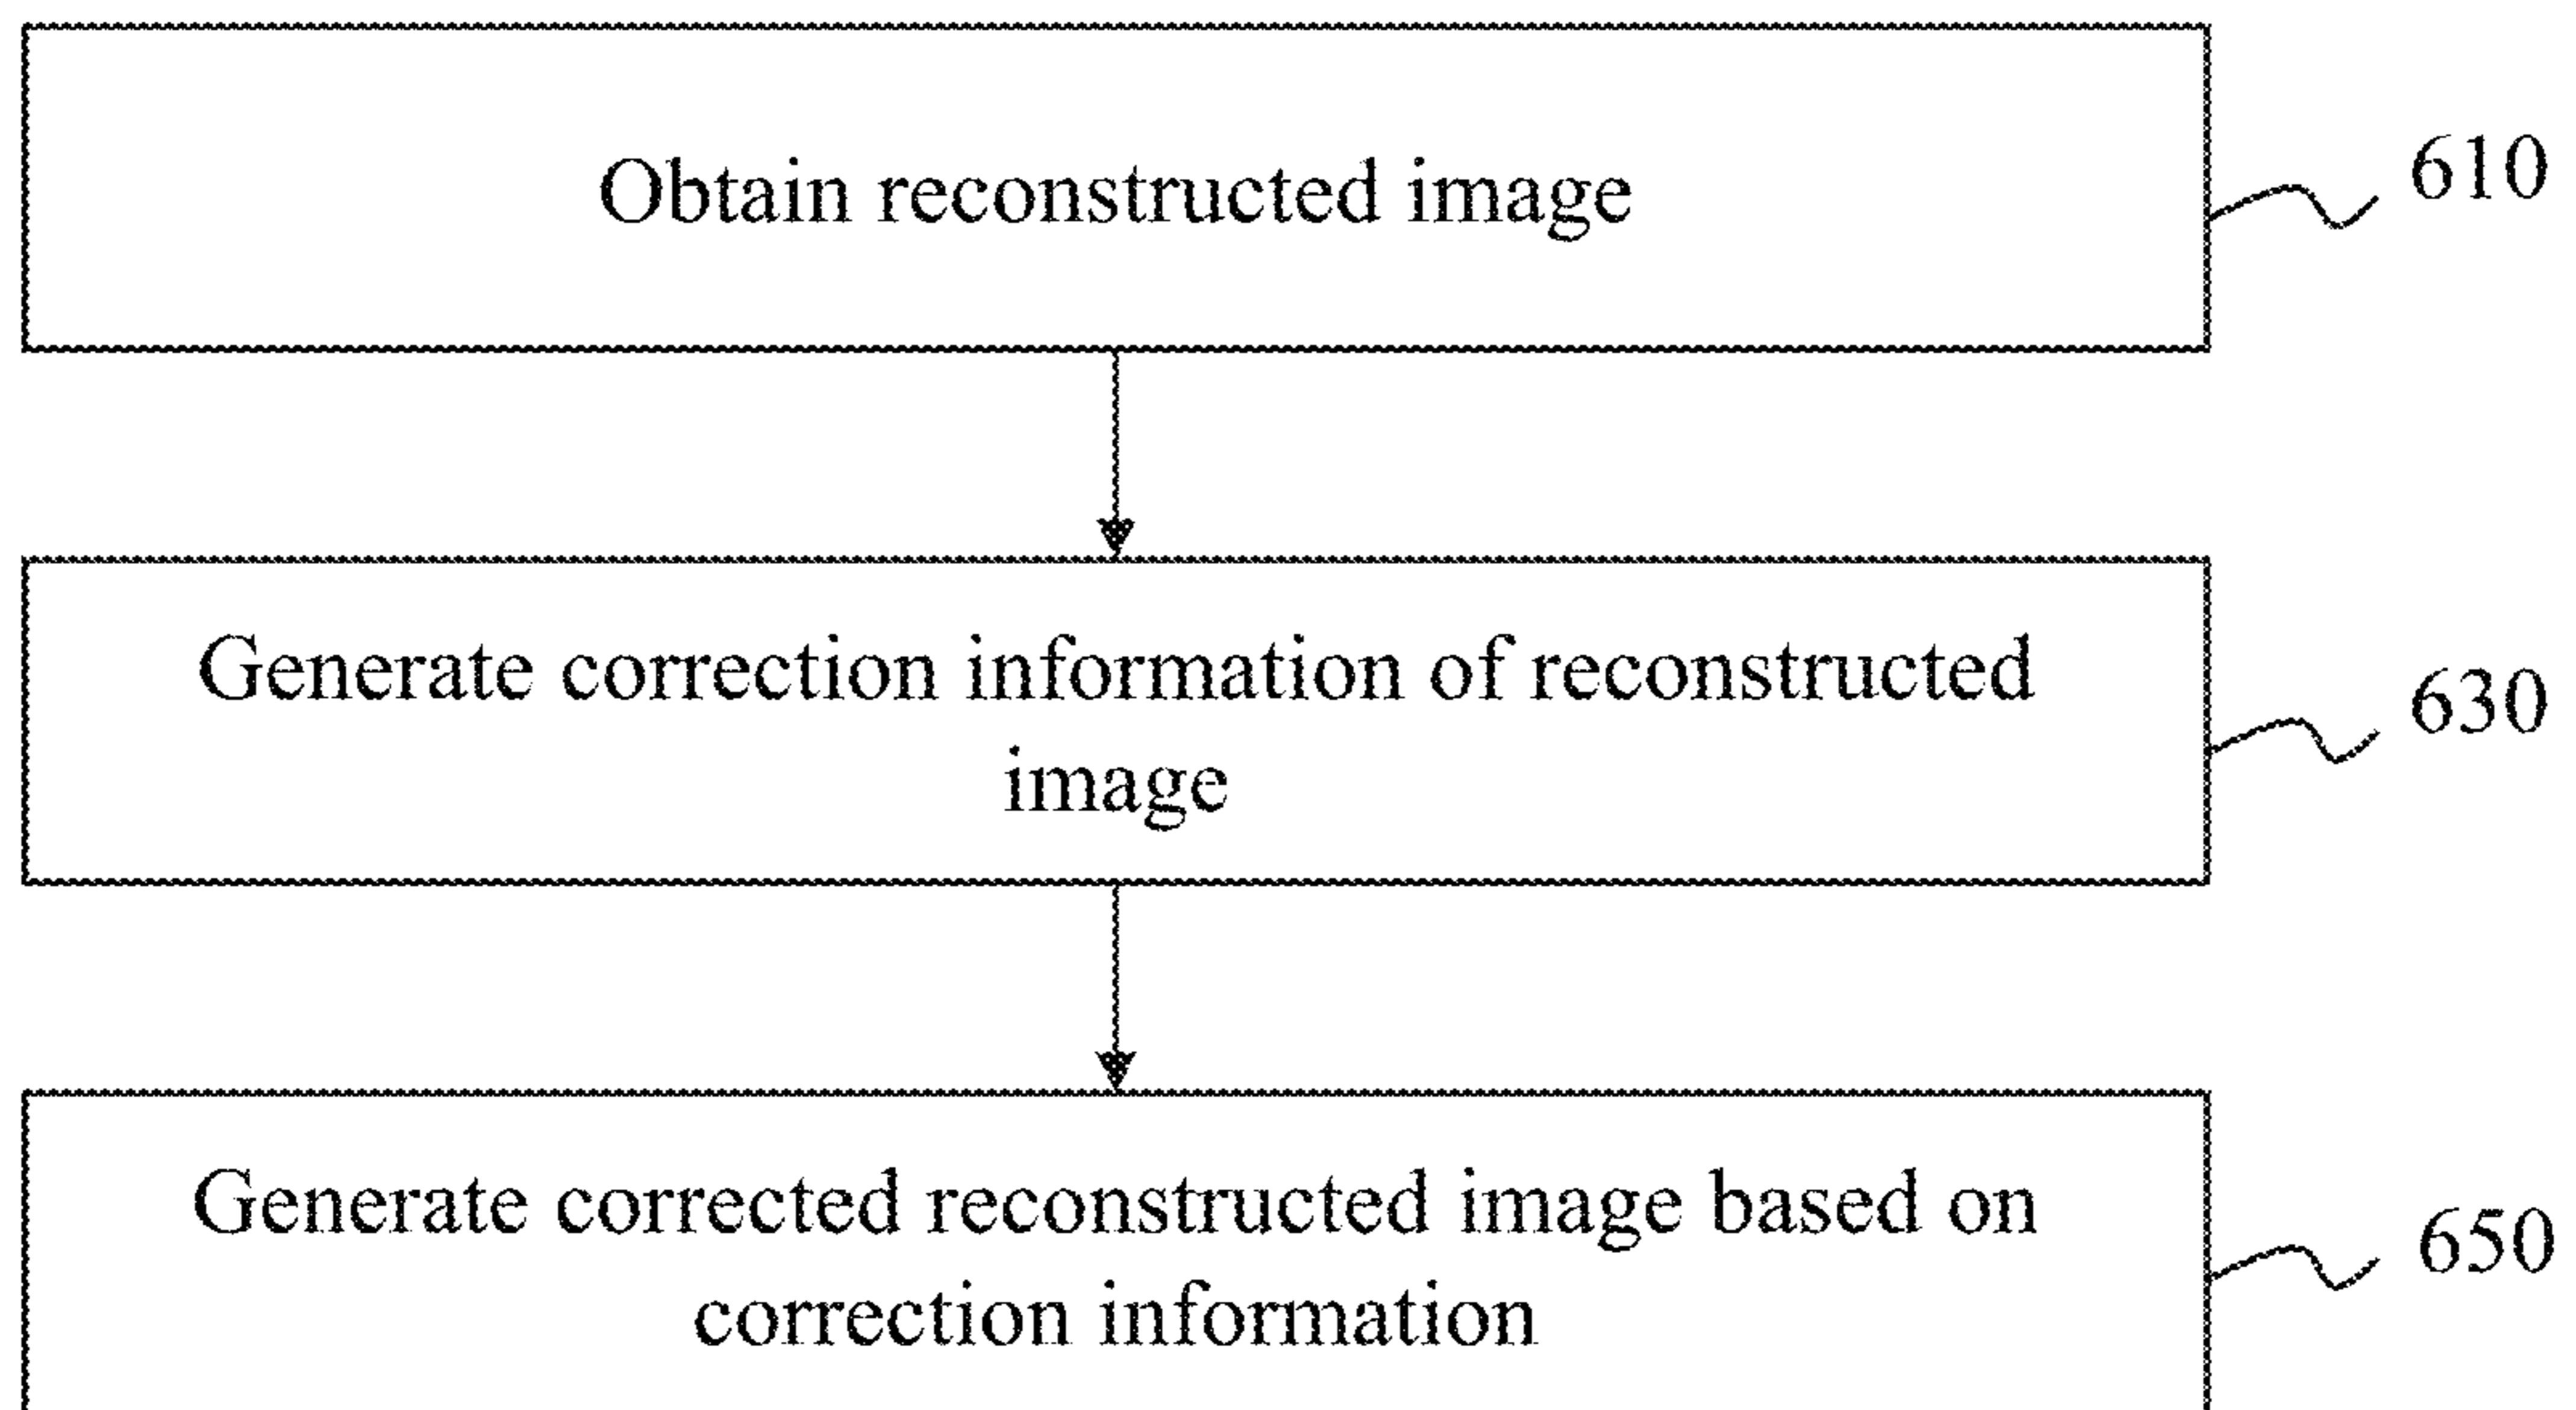 Obtain reconstructed image
610
Generate correction information of reconstructed
image
630
Generate corrected reconstructed image based on
correction information
650